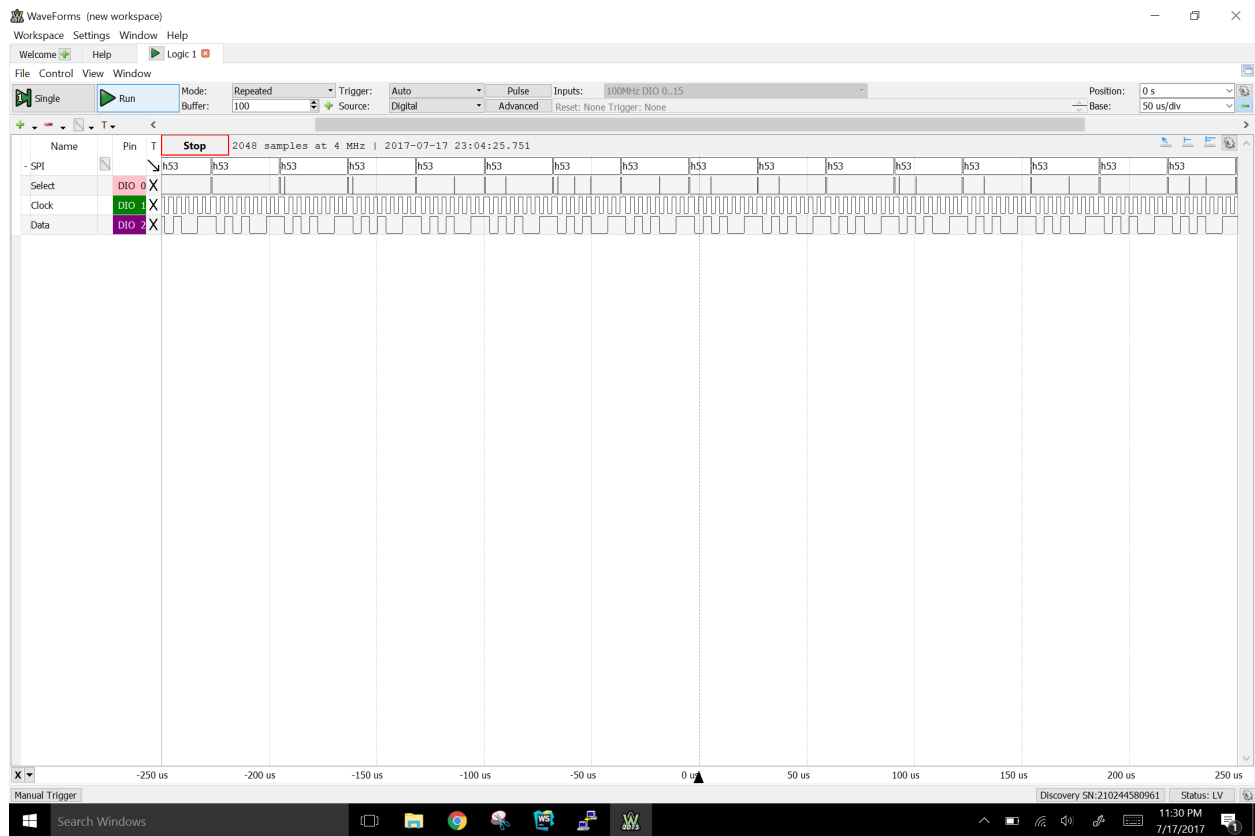 WaveForms (new workspace)
Workspace Settings Window Help
Welcome Help Logic 1
File Control View Window
Single Run Mode: Repeated Trigger: Auto Pulse Inputs: 100MHz DIO 0..15 Position: 0 s
Buffer: 100 Source: Digital Advanced Reset: None Trigger: None Base: 50 us/div
T
Name Pin T Stop 2048 samples at 4 MHz | 2017-07-17 23:04:25.751
- SPI h53 h53 h53 h53 h53 h53 h53 h53 h53 h53 h53 h53 h53 h53 h53 h53
Select DIO 0 X
Clock DIO 1 X
Data DIO 2 X
X -250 us -200 us -150 us -100 us -50 us 0 us 50 us 100 us 150 us 200 us 250 us
Manual Trigger Discovery SN:210244580961 Status: LV
Search Windows 11:30 PM
7/17/2017